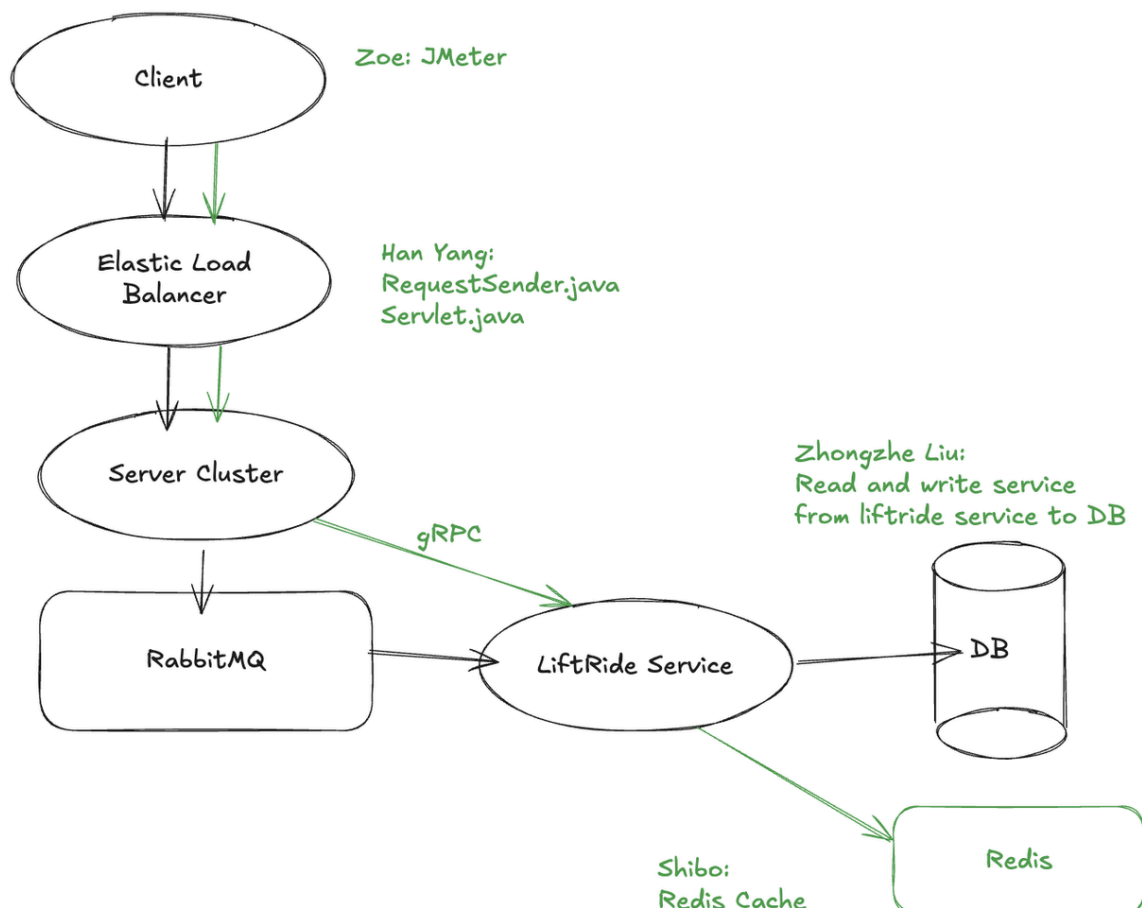 Client
Zoe: JMeter
Elastic Load
Balancer
Han Yang:
RequestSender.java
Servlet.java
Server Cluster
gRPC
Zhongzhe Liu:
Read and write service
from liftride service to DB
RabbitMQ
LiftRide Service
DB
Redis
Shibo:
Redis Cache